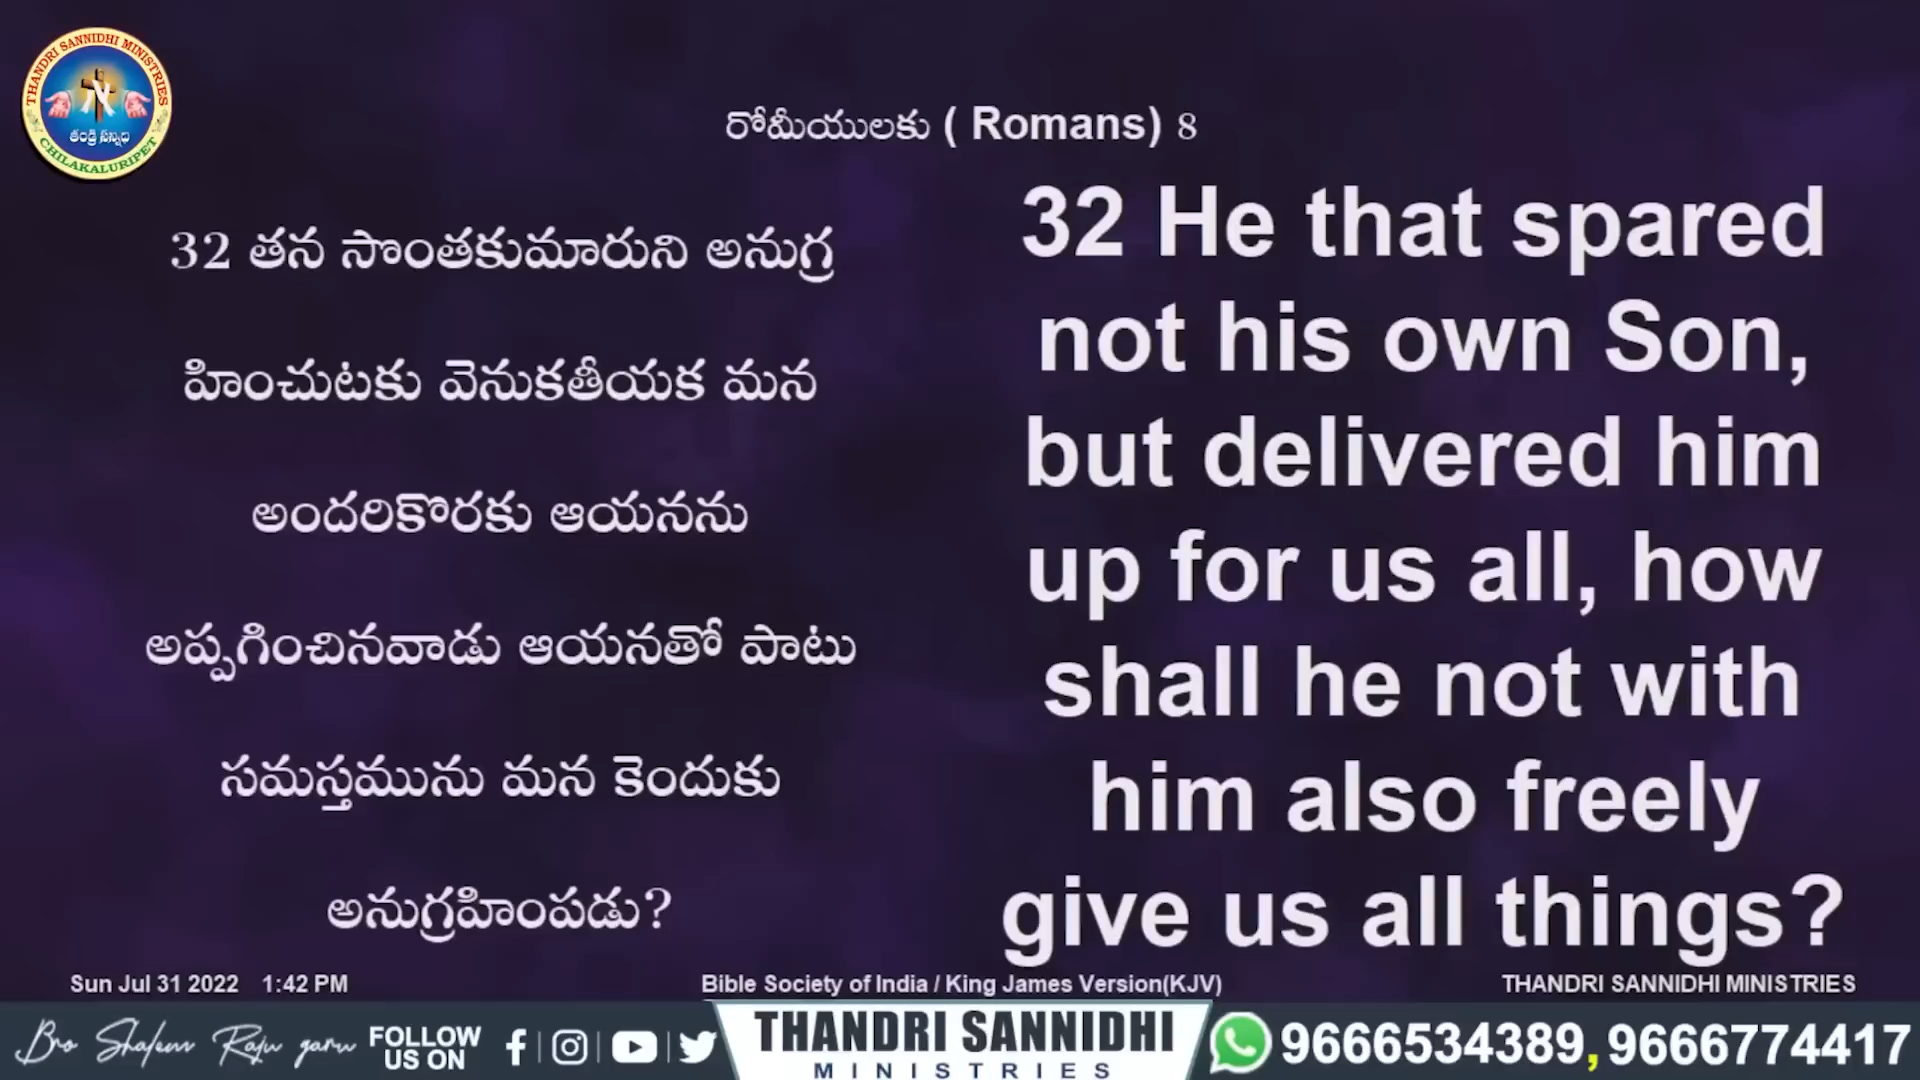 THANDRI SANNIDHI MINISTRIES
తండ్రి సన్నిధి
CHILAKALURIPET
రోమీయులకు ( Romans) 8
32 తన సొంతకుమారుని అనుగ్ర
హించుటకు వెనుకతీయక మన
అందరికొరకు ఆయనను
అప్పగించినవాడు ఆయనతో పాటు
సమస్తమును మన కెందుకు
అనుగ్రహింపడు?
32 He that spared
not his own Son,
but delivered him
up for us all, how
shall he not with
him also freely
give us all things?
Sun Jul 31 2022 1:42 PM
Bible Society of India / King James Version(KJV)
THANDRI SANNIDHI MINISTRIES
Bro Shalem Raju garu
FOLLOW
US ON
THANDRI SANNIDHI
MINISTRIES
9666534389, 9666774417